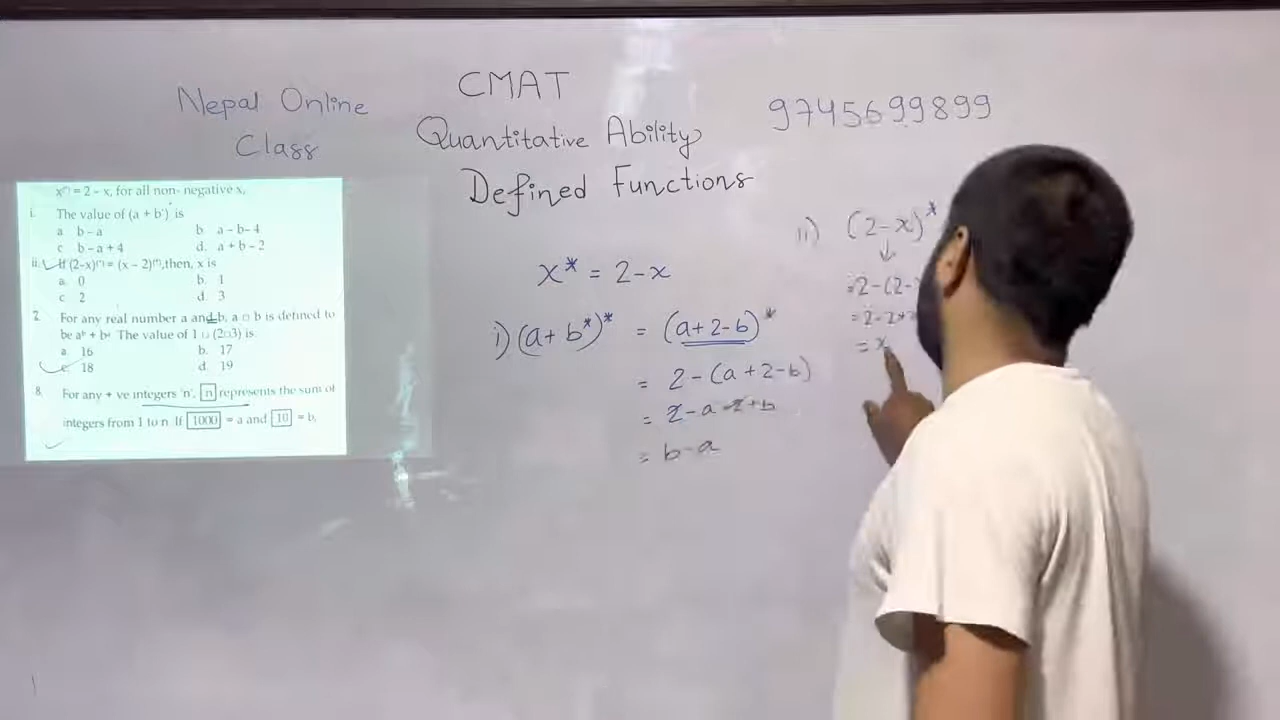 Nepal Online
Class
CMAT
Quantitative Ability
Defined Functions
9745699899
x⁽*⁾ = 2 – x, for all non- negative x,
i. The value of (a + b*)* is
a. b – a b. a – b– 4
c. b – a + 4 d. a + b – 2
ii. If (2–x)⁽*⁾ = (x – 2)⁽*⁾,then, x is
a. 0 b. 1
c. 2 d. 3
2. For any real number a and b, a □ b is defined to
be aᵇ + bᵃ. The value of 1 □ (2□3) is.
a. 16 b. 17
c. 18 d. 19
8. For any + ve integers 'n', n represents the sum of
integers from 1 to n. If 1000 = a and 10 = b,
x* = 2-x
i) (a+b*)* = (a+2-b)*
= 2-(a+2-b)
= 2-a-2+b
= b-a
ii) (2-x)*
= 2-(2-
= 2-2+
= x